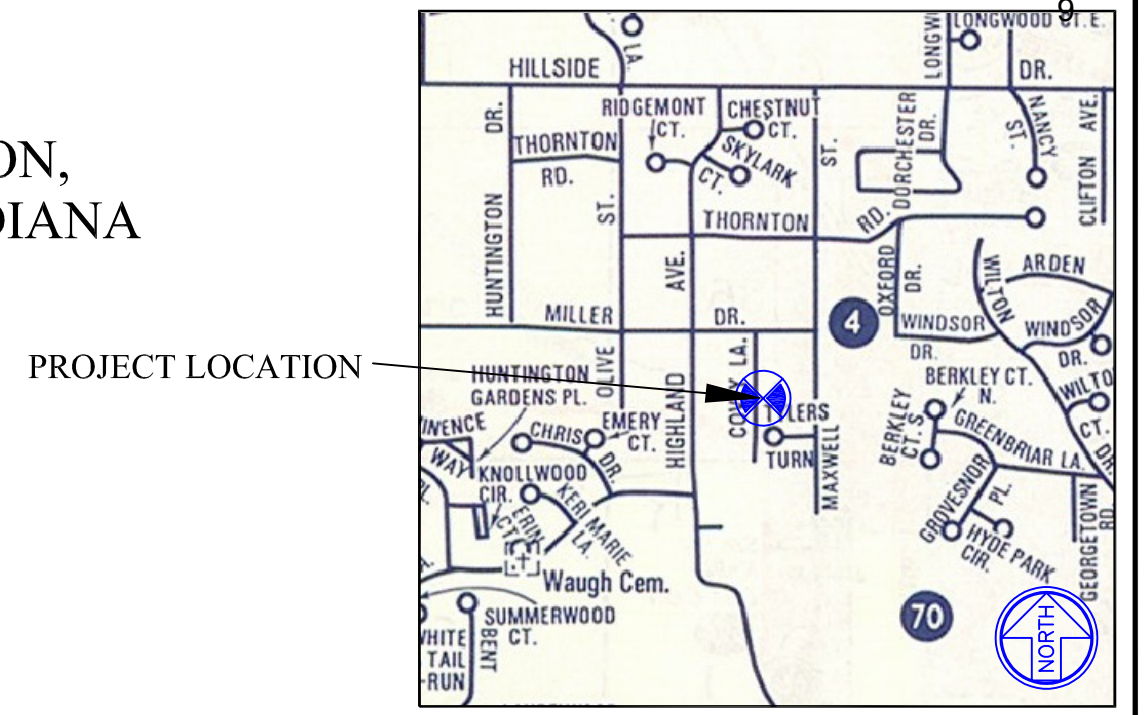 9
LONGWOOD CT. E.
LONGW
LA.
HILLSIDE
DR.
DR.
RIDGEMONT
CT.
CHESTNUT
CT.
SKYLARK
CT.
THORNTON
RD.
ST.
ST.
DORCHESTER
DR.
NANCY
ST.
CLIFTON AVE.
ON,
DIANA
HUNTINGTON
THORNTON
RD.
AVE.
OXFORD
DR.
WILTON
ARDEN
MILLER
DR.
4
WINDSOR
DR.
WINDSOR
DR.
PROJECT LOCATION
HUNTINGTON
GARDENS PL.
OLIVE
HIGHLAND
LA.
LERS
TURN
MAXWELL
BERKLEY CT.
N.
BERKLEY
CT. S.
GREENBRIAR LA.
WILTO
CT.
DR.
INENCE
WAY
CHRIS
DR.
EMERY
CT.
KNOLLWOOD
CIR.
ERIN
CT.
KERI MARIE
LA.
PL.
GROVESNOR
PL.
HYDE PARK
CIR.
GEORGETOWN
RD.
Waugh Cem.
SUMMERWOOD
CT.
BENT
WHITE
TAIL
RUN
70
NORTH